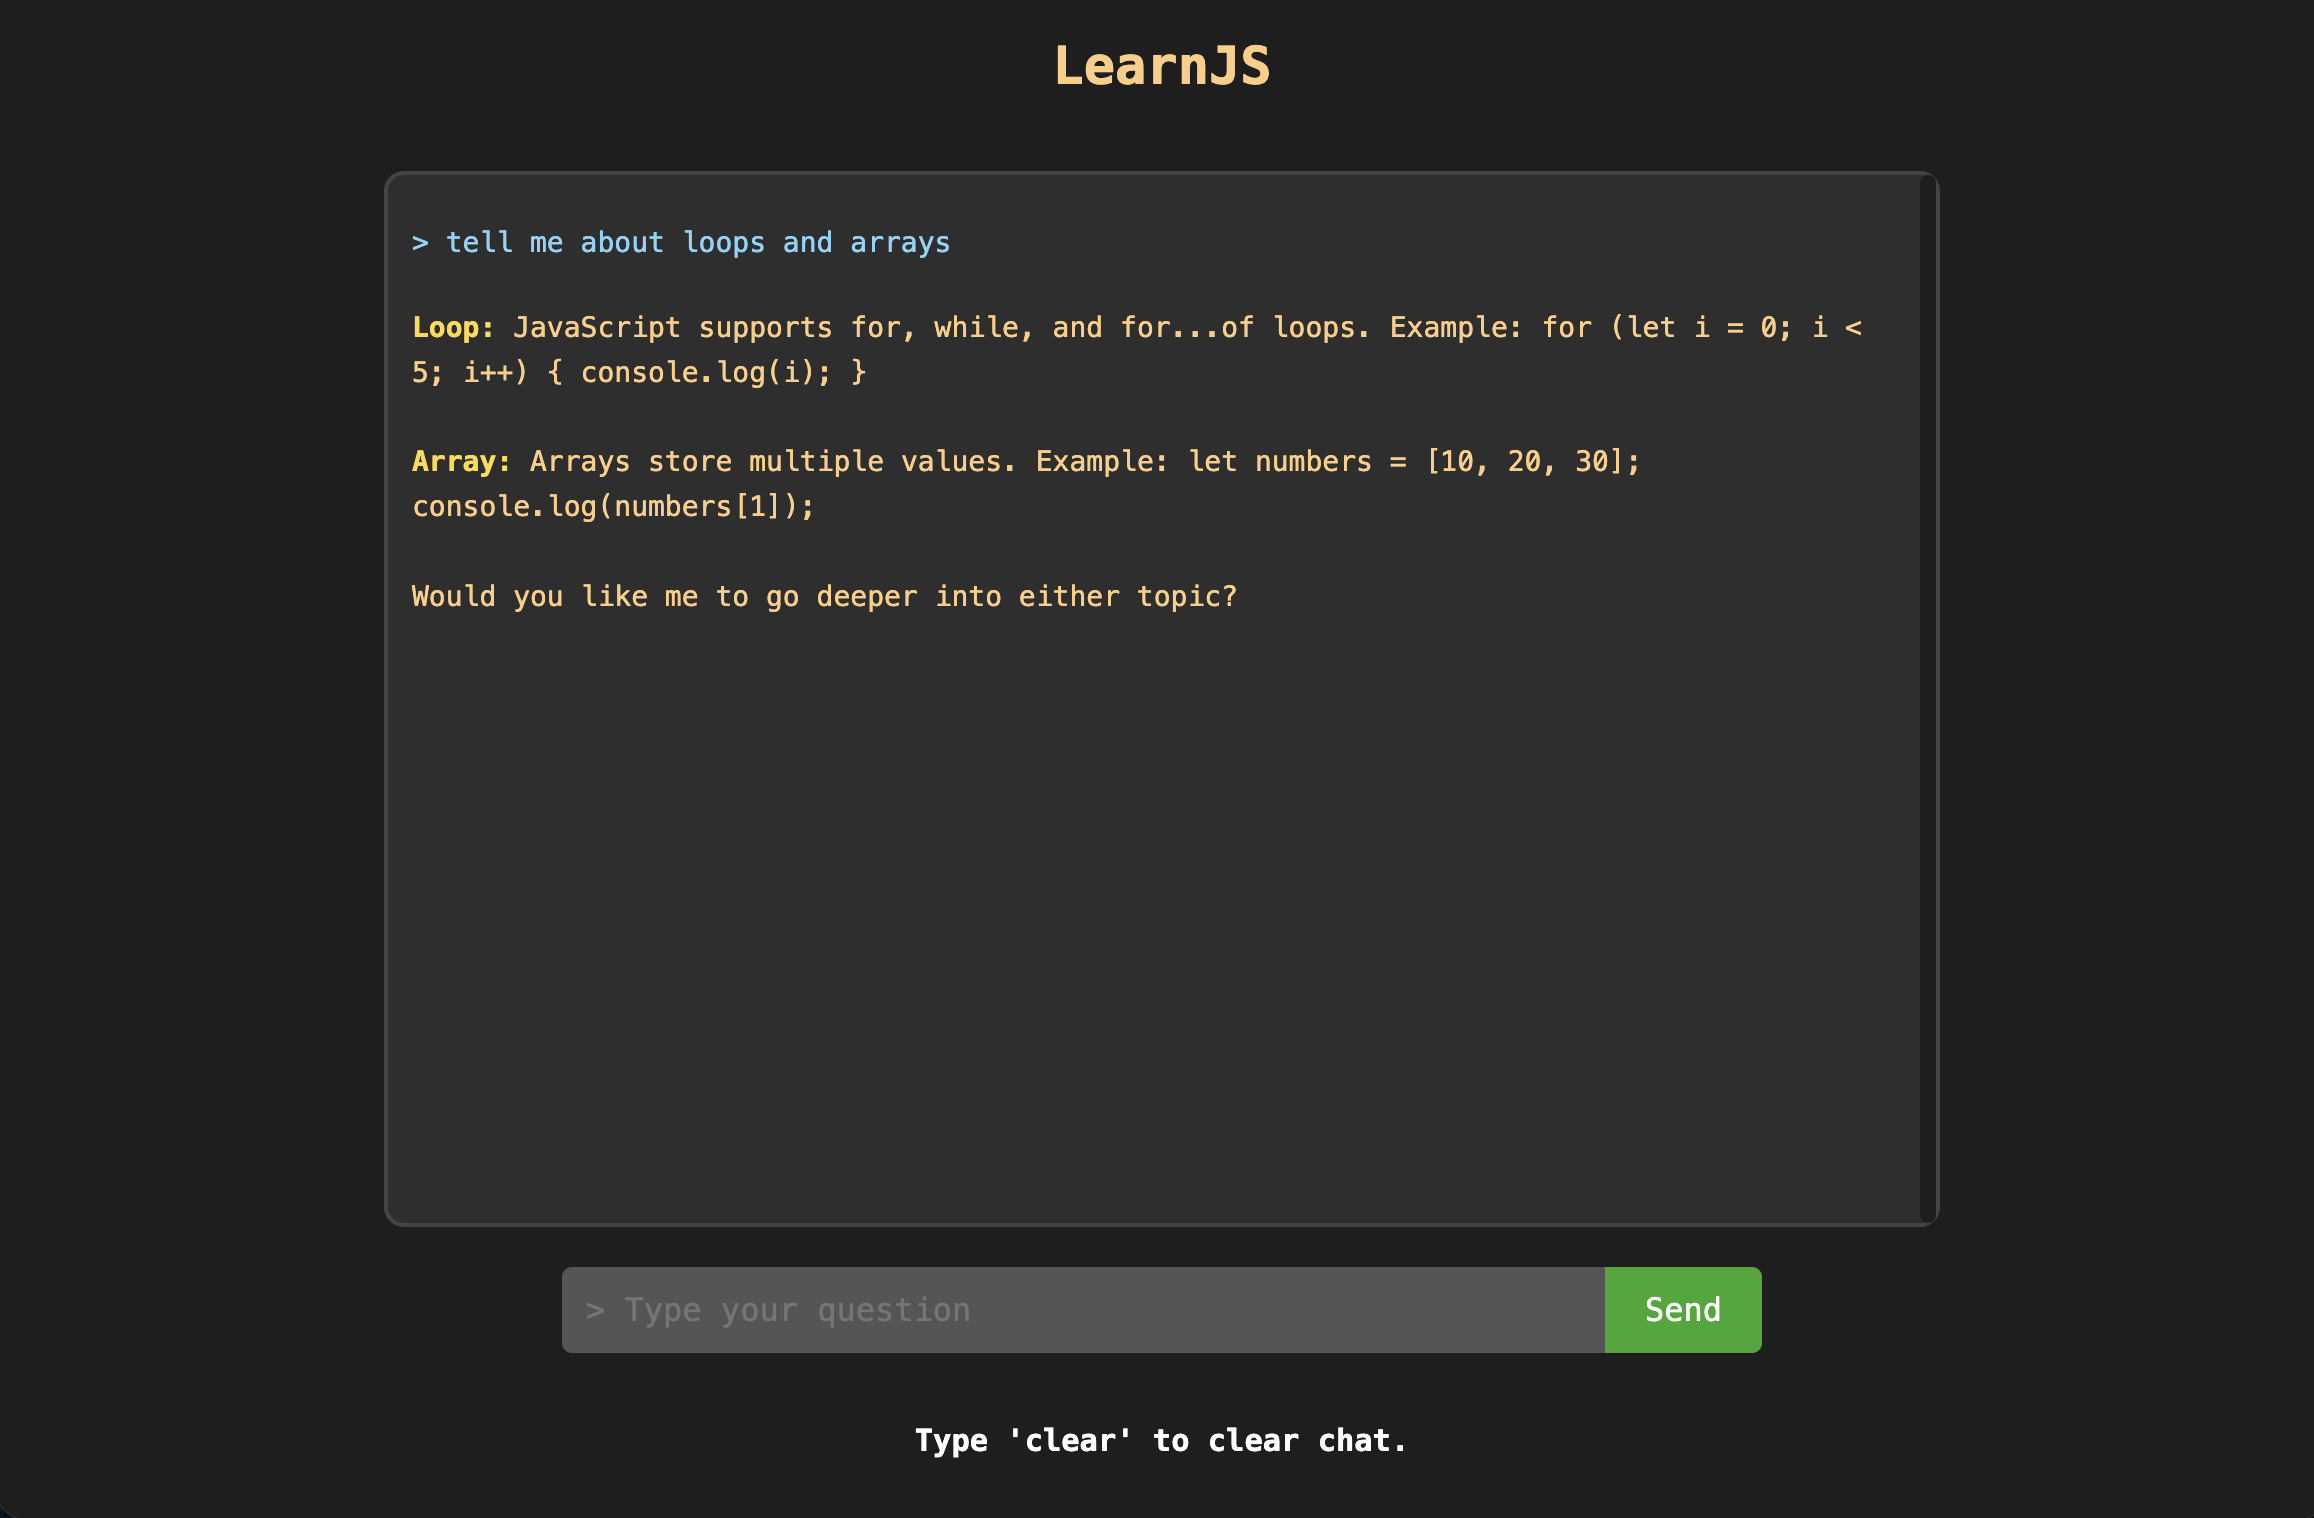 LearnJS
> tell me about loops and arrays
Loop: JavaScript supports for, while, and for...of loops. Example: for (let i = 0; i <
5; i++) { console.log(i); }
Array: Arrays store multiple values. Example: let numbers = [10, 20, 30];
console.log(numbers[1]);
Would you like me to go deeper into either topic?
> Type your question
Send
Type 'clear' to clear chat.